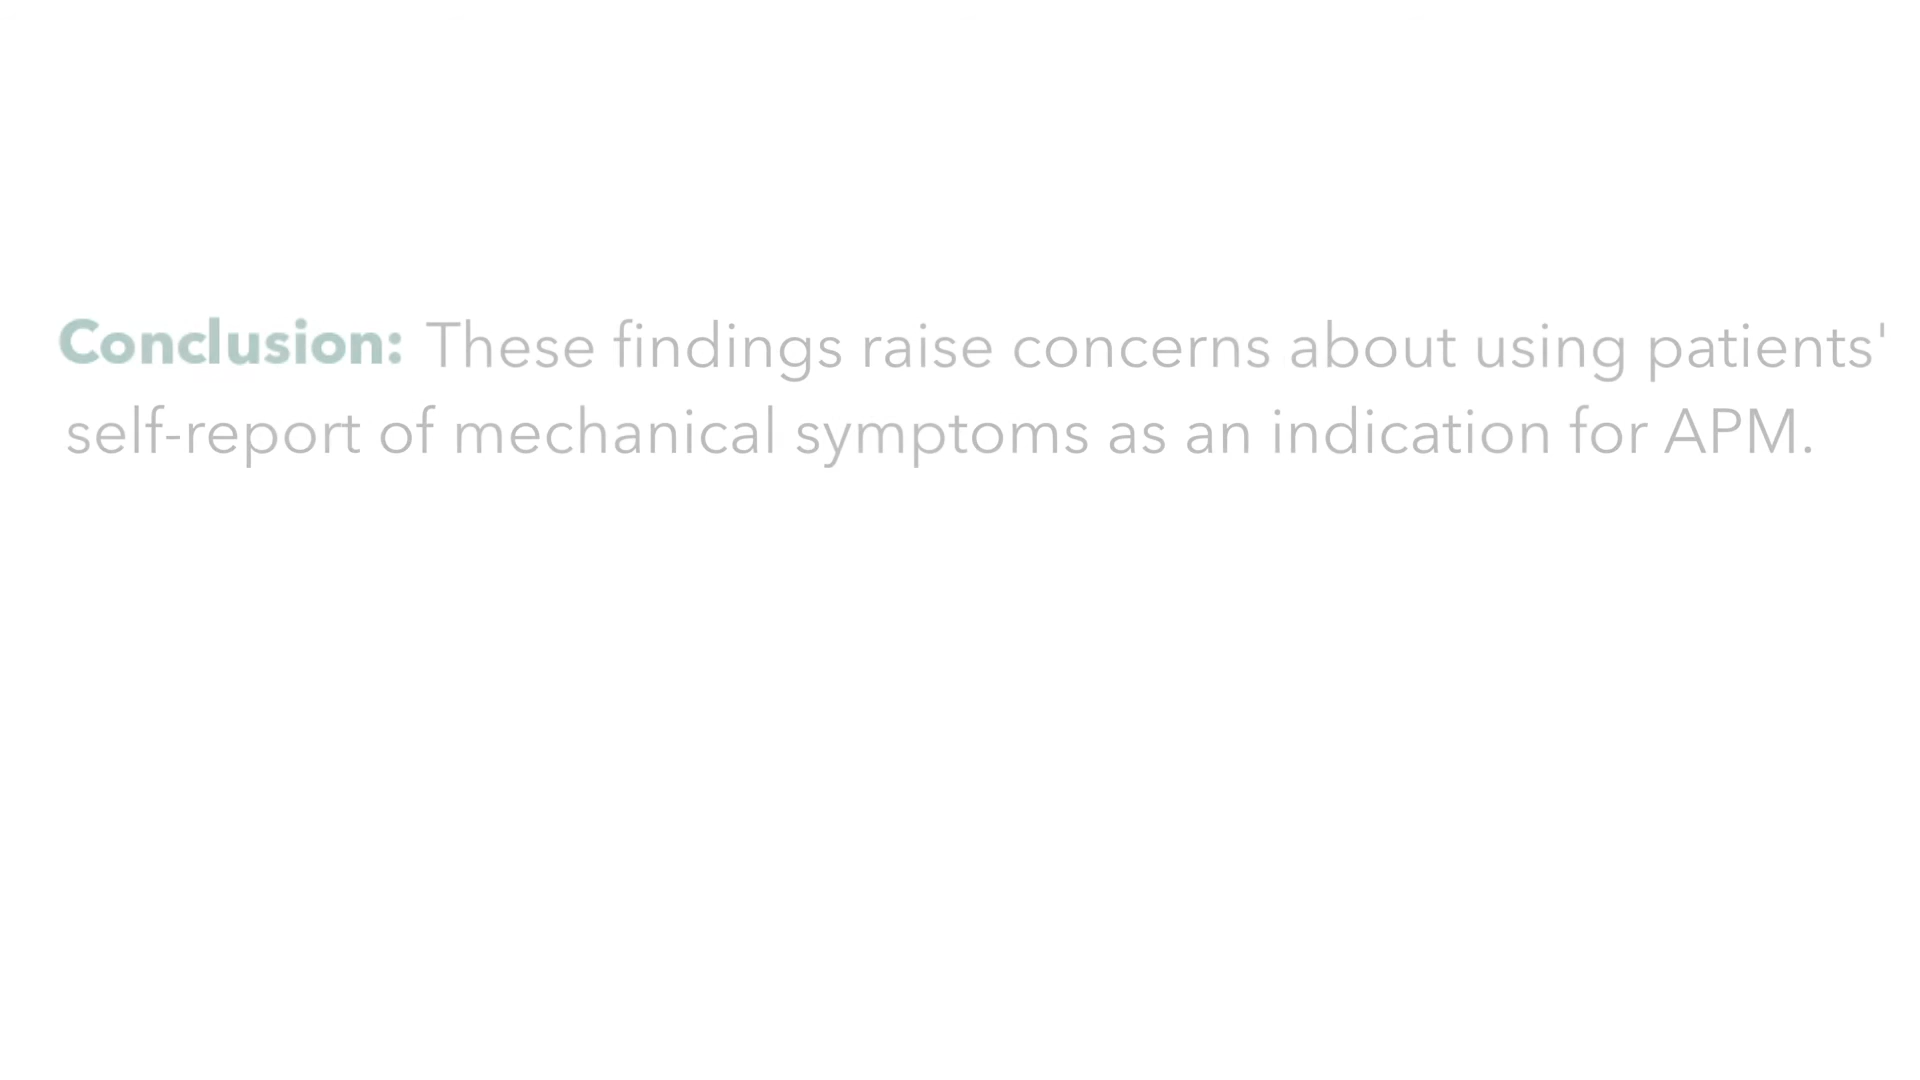 Conclusion: These findings raise concerns about using patients'
self-report of mechanical symptoms as an indication for APM.